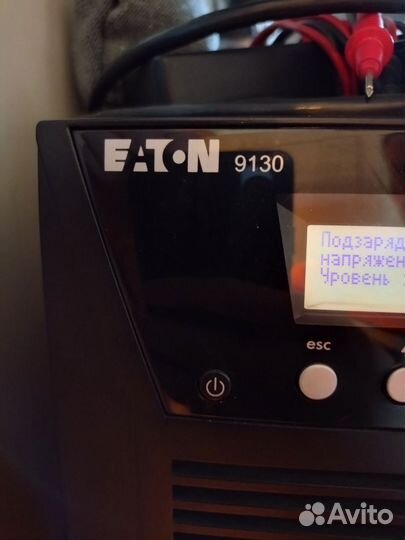 EATON 9130
Подзаряд
напряжен
Уровень
esc
Avito